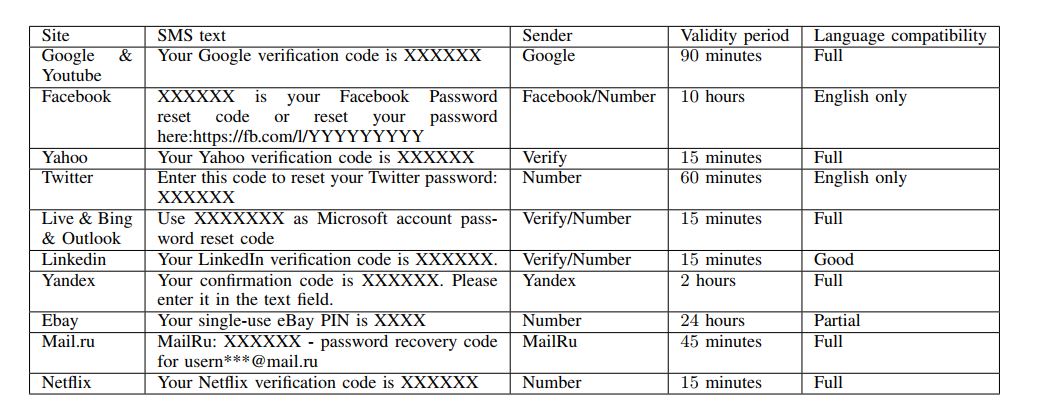 Site SMS text Sender Validity period Language compatibility
Google & Your Google verification code is XXXXXX Google 90 minutes Full
Youtube
Facebook XXXXXX is your Facebook Password Facebook/Number 10 hours English only
reset code or reset your password
here:https://fb.com/l/YYYYYYYYY
Yahoo Your Yahoo verification code is XXXXXX Verify 15 minutes Full
Twitter Enter this code to reset your Twitter password: Number 60 minutes English only
XXXXXX
Live & Bing Use XXXXXXX as Microsoft account pas- Verify/Number 15 minutes Full
& Outlook sword reset code
Linkedin Your LinkedIn verification code is XXXXXX. Verify/Number 15 minutes Good
Yandex Your confirmation code is XXXXXX. Please Yandex 2 hours Full
enter it in the text field.
Ebay Your single-use eBay PIN is XXXX Number 24 hours Partial
Mail.ru MailRu: XXXXXX - password recovery code MailRu 45 minutes Full
for usern***@mail.ru
Netflix Your Netflix verification code is XXXXXX Number 15 minutes Full